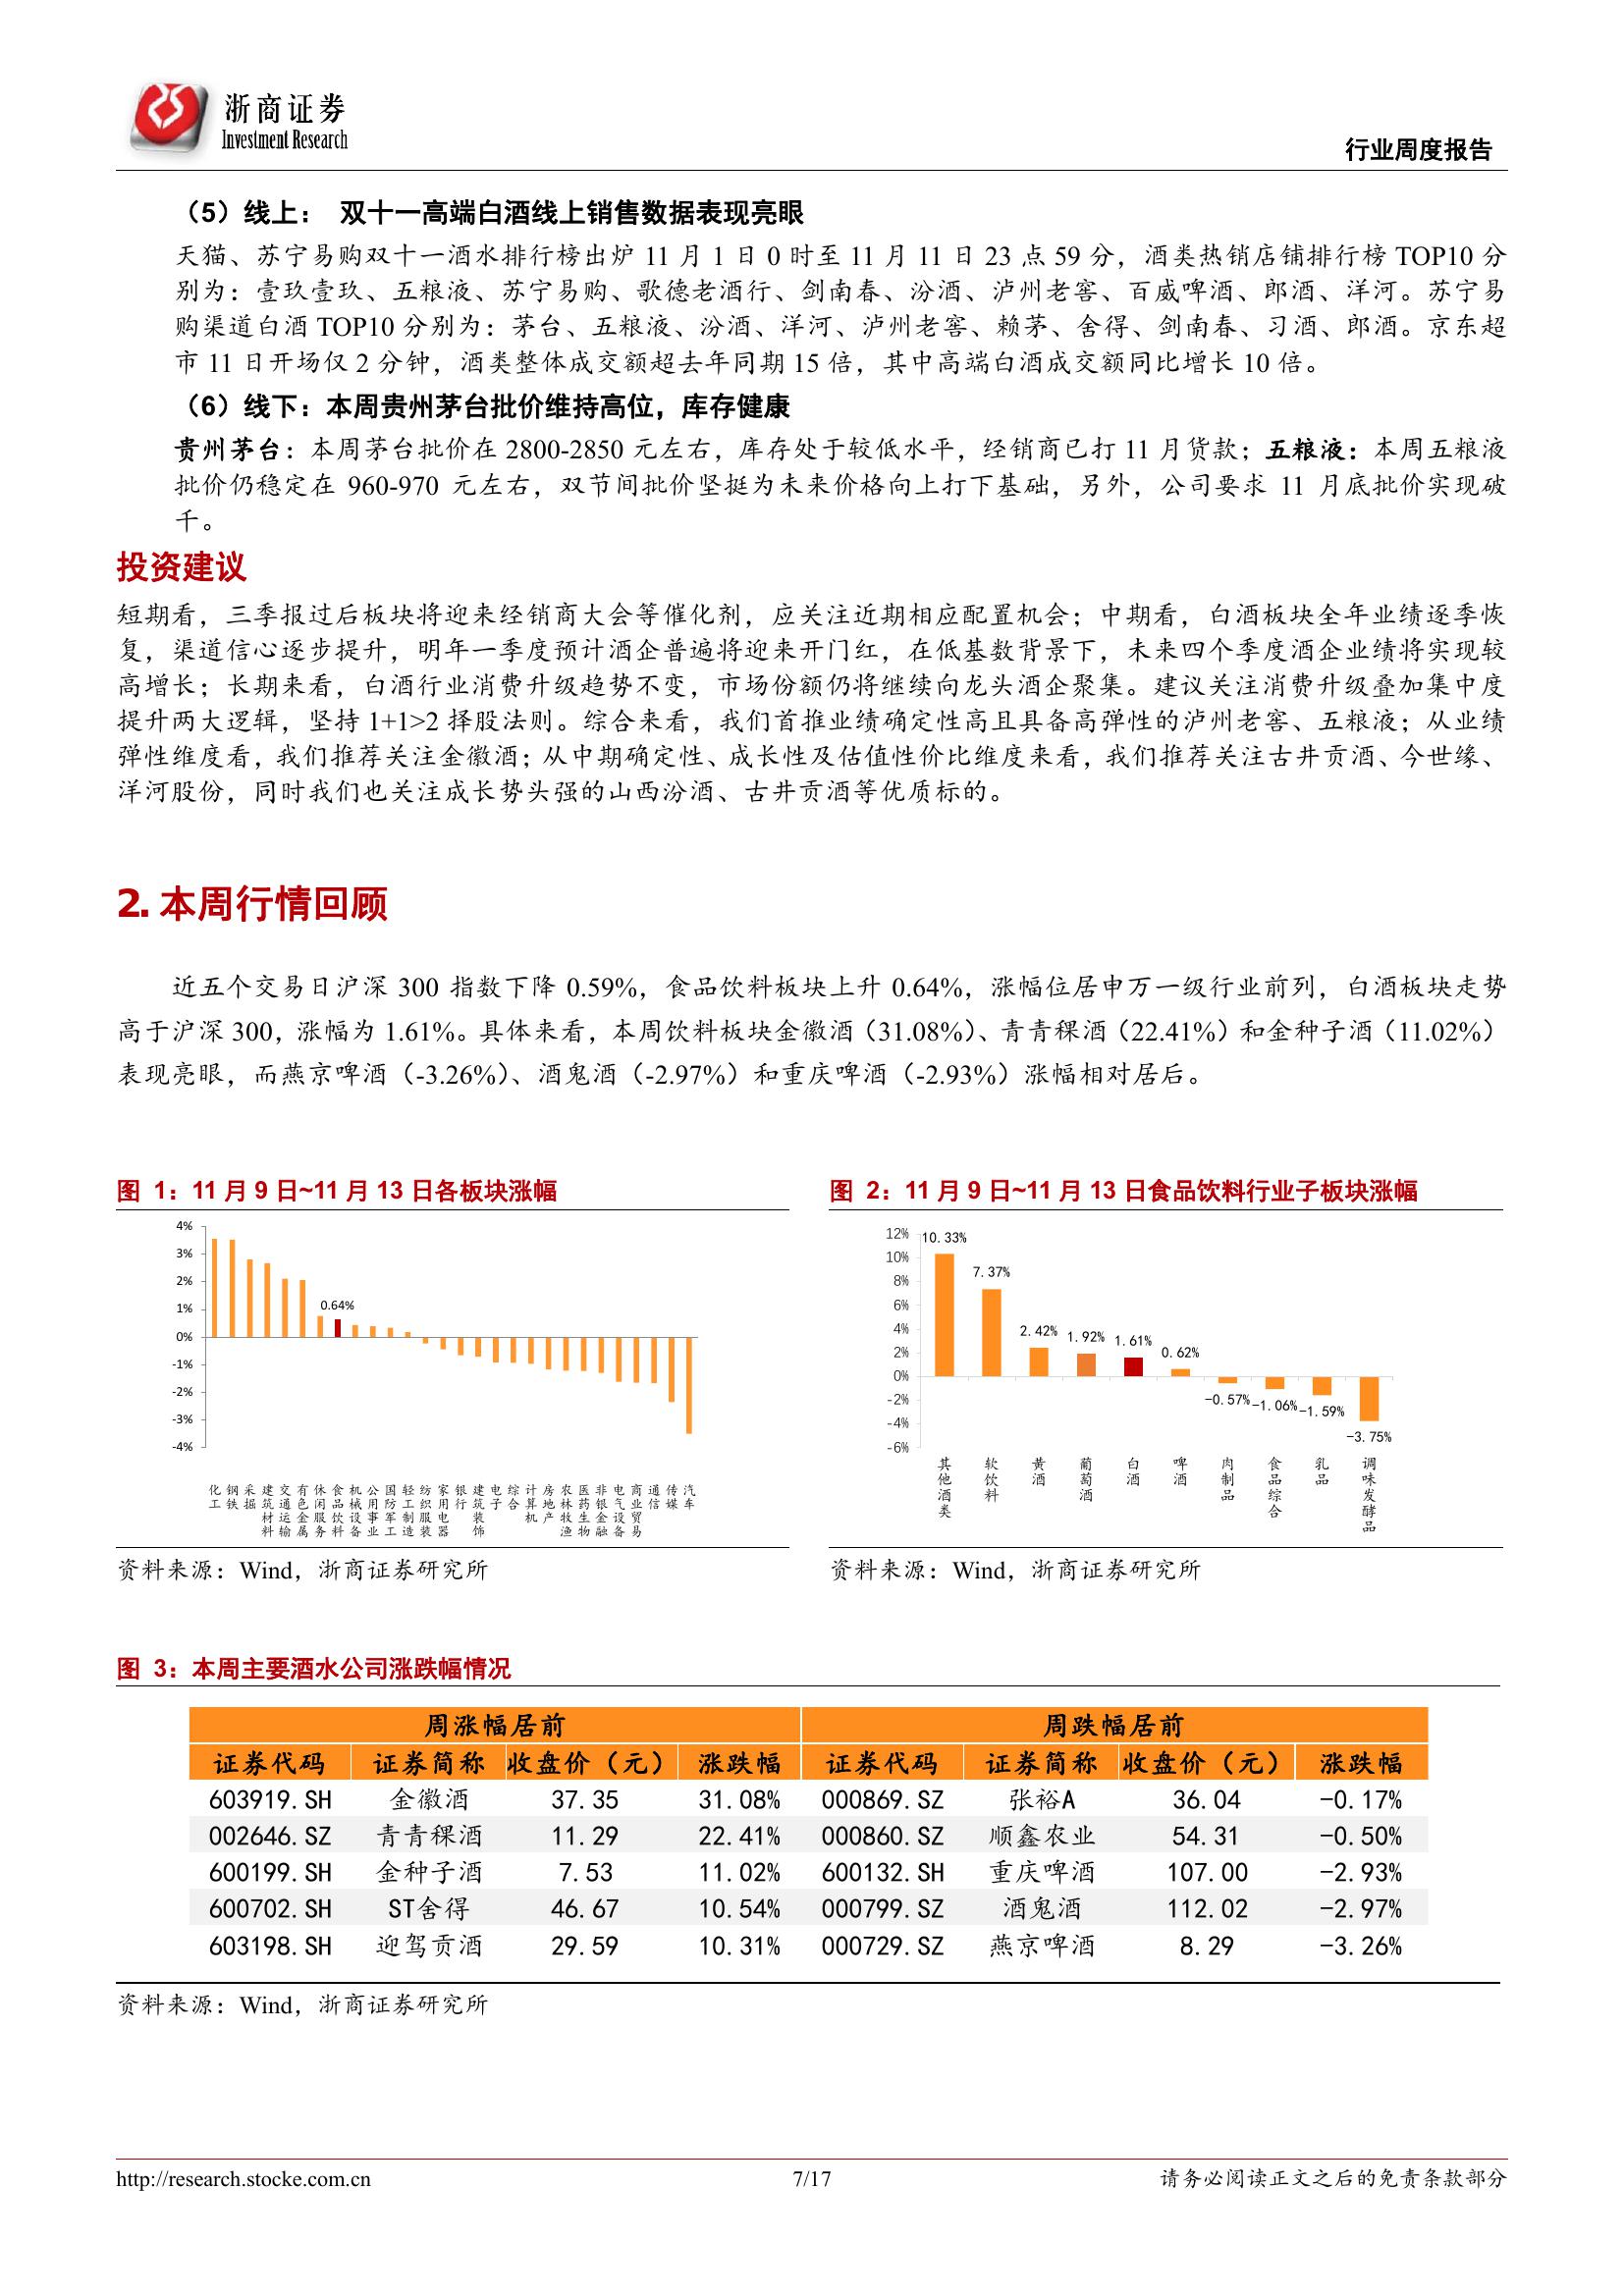 浙商证券
Investment Research
行业周度报告
（5）线上： 双十一高端白酒线上销售数据表现亮眼
天猫、苏宁易购双十一酒水排行榜出炉 11 月 1 日 0 时至 11 月 11 日 23 点 59 分，酒类热销店铺排行榜 TOP10 分
别为：壹玖壹玖、五粮液、苏宁易购、歌德老酒行、剑南春、汾酒、泸州老窖、百威啤酒、郎酒、洋河。苏宁易
购渠道白酒 TOP10 分别为：茅台、五粮液、汾酒、洋河、泸州老窖、赖茅、舍得、剑南春、习酒、郎酒。京东超
市 11 日开场仅 2 分钟，酒类整体成交额超去年同期 15 倍，其中高端白酒成交额同比增长 10 倍。
（6）线下：本周贵州茅台批价维持高位，库存健康
贵州茅台：本周茅台批价在 2800-2850 元左右，库存处于较低水平，经销商已打 11 月货款；五粮液：本周五粮液
批价仍稳定在 960-970 元左右，双节间批价坚挺为未来价格向上打下基础，另外，公司要求 11 月底批价实现破
千。
投资建议
短期看，三季报过后板块将迎来经销商大会等催化剂，应关注近期相应配置机会；中期看，白酒板块全年业绩逐季恢
复，渠道信心逐步提升，明年一季度预计酒企普遍将迎来开门红，在低基数背景下，未来四个季度酒企业绩将实现较
高增长；长期来看，白酒行业消费升级趋势不变，市场份额仍将继续向龙头酒企聚集。建议关注消费升级叠加集中度
提升两大逻辑，坚持 1+1>2 择股法则。综合来看，我们首推业绩确定性高且具备高弹性的泸州老窖、五粮液；从业绩
弹性维度看，我们推荐关注金徽酒；从中期确定性、成长性及估值性价比维度来看，我们推荐关注古井贡酒、今世缘、
洋河股份，同时我们也关注成长势头强的山西汾酒、古井贡酒等优质标的。
2. 本周行情回顾
近五个交易日沪深 300 指数下降 0.59%，食品饮料板块上升 0.64%，涨幅位居申万一级行业前列，白酒板块走势
高于沪深 300，涨幅为 1.61%。具体来看，本周饮料板块金徽酒（31.08%）、青青稞酒（22.41%）和金种子酒（11.02%）
表现亮眼，而燕京啤酒（-3.26%）、酒鬼酒（-2.97%）和重庆啤酒（-2.93%）涨幅相对居后。
图 1：11 月 9 日~11 月 13 日各板块涨幅
4%
3%
2%
1%
0%
-1%
-2%
-3%
-4%
0.64%
化工 钢铁 采掘 建筑材料 交通运输 有色金属 休闲服务 食品饮料 机械设备 公用事业 国防军工 轻工制造 纺织服装 家用电器 银行 建筑装饰 电子 综合 计算机 房地产 农林牧渔 医药生物 非银金融 电气设备 商业贸易 通信 传媒 汽车
资料来源：Wind，浙商证券研究所
图 2：11 月 9 日~11 月 13 日食品饮料行业子板块涨幅
12%
10%
8%
6%
4%
2%
0%
-2%
-4%
-6%
10.33% 7.37% 2.42% 1.92% 1.61% 0.62% -0.57% -1.06% -1.59% -3.75%
其他酒类 软饮料 黄酒 葡萄酒 白酒 啤酒 肉制品 食品综合 乳品 调味发酵品
资料来源：Wind，浙商证券研究所
图 3：本周主要酒水公司涨跌幅情况
周涨幅居前 周跌幅居前
证券代码 证券简称 收盘价（元） 涨跌幅 证券代码 证券简称 收盘价（元） 涨跌幅
603919.SH 金徽酒 37.35 31.08% 000869.SZ 张裕A 36.04 -0.17%
002646.SZ 青青稞酒 11.29 22.41% 000860.SZ 顺鑫农业 54.31 -0.50%
600199.SH 金种子酒 7.53 11.02% 600132.SH 重庆啤酒 107.00 -2.93%
600702.SH ST舍得 46.67 10.54% 000799.SZ 酒鬼酒 112.02 -2.97%
603198.SH 迎驾贡酒 29.59 10.31% 000729.SZ 燕京啤酒 8.29 -3.26%
资料来源：Wind，浙商证券研究所
http://research.stocke.com.cn 7/17 请务必阅读正文之后的免责条款部分